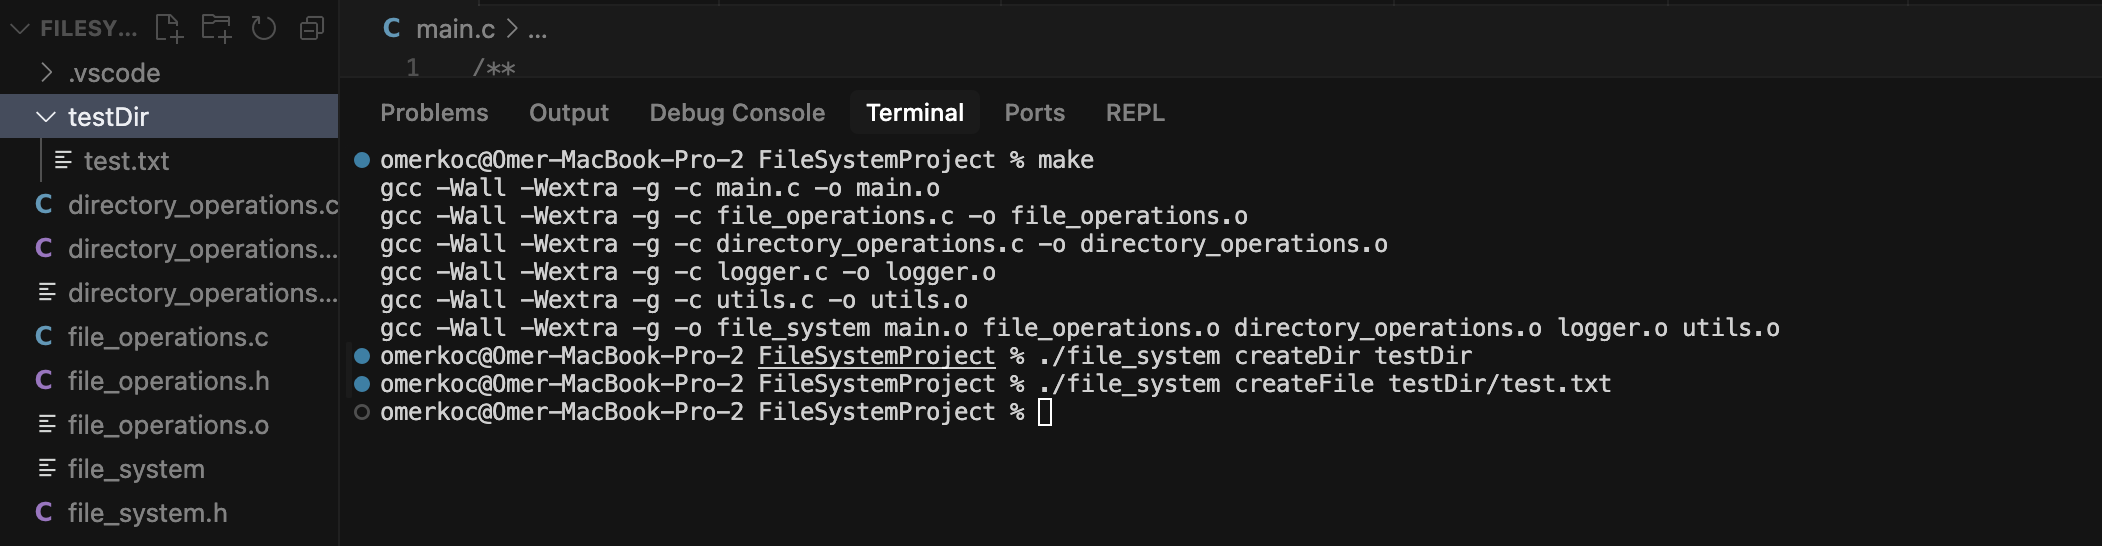 FILESY...
.vscode
testDir
test.txt
directory_operations.c
directory_operations...
directory_operations...
file_operations.c
file_operations.h
file_operations.o
file_system
file_system.h
C main.c > ...
1 /**
Problems Output Debug Console Terminal Ports REPL
omerkoc@Omer-MacBook-Pro-2 FileSystemProject % make
gcc -Wall -Wextra -g -c main.c -o main.o
gcc -Wall -Wextra -g -c file_operations.c -o file_operations.o
gcc -Wall -Wextra -g -c directory_operations.c -o directory_operations.o
gcc -Wall -Wextra -g -c logger.c -o logger.o
gcc -Wall -Wextra -g -c utils.c -o utils.o
gcc -Wall -Wextra -g -o file_system main.o file_operations.o directory_operations.o logger.o utils.o
omerkoc@Omer-MacBook-Pro-2 FileSystemProject % ./file_system createDir testDir
omerkoc@Omer-MacBook-Pro-2 FileSystemProject % ./file_system createFile testDir/test.txt
omerkoc@Omer-MacBook-Pro-2 FileSystemProject %